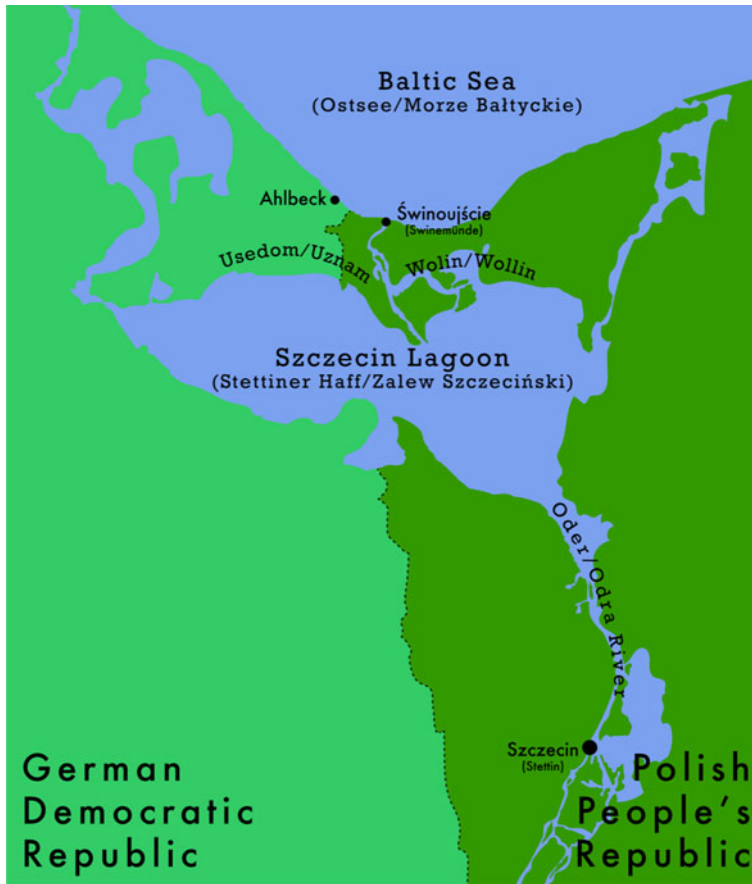 Baltic Sea
(Ostsee/Morze Bałtyckie)
Ahlbeck
Świnoujście
(Swinemünde)
Usedom/Uznam
Wolin/Wollin
Szczecin Lagoon
(Stettiner Haff/Zalew Szczeciński)
Oder/Odra River
Szczecin
(Stettin)
German
Democratic
Republic
Polish
People's
Republic